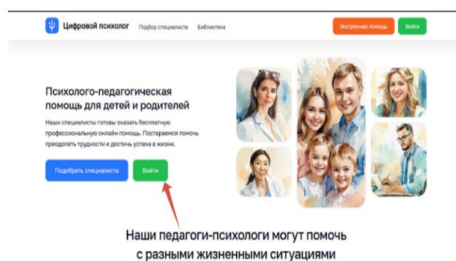 Цифровой психолог Подбор специалиста Библиотека Экстренная помощь Войти
Психолого-педагогическая
помощь для детей и родителей
Наши специалисты готовы оказать бесплатную
профессиональную онлайн помощь. Постараемся помочь
преодолеть трудности и достичь успеха в жизни.
Подобрать специалиста Войти
Наши педагоги-психологи могут помочь
с разными жизненными ситуациями